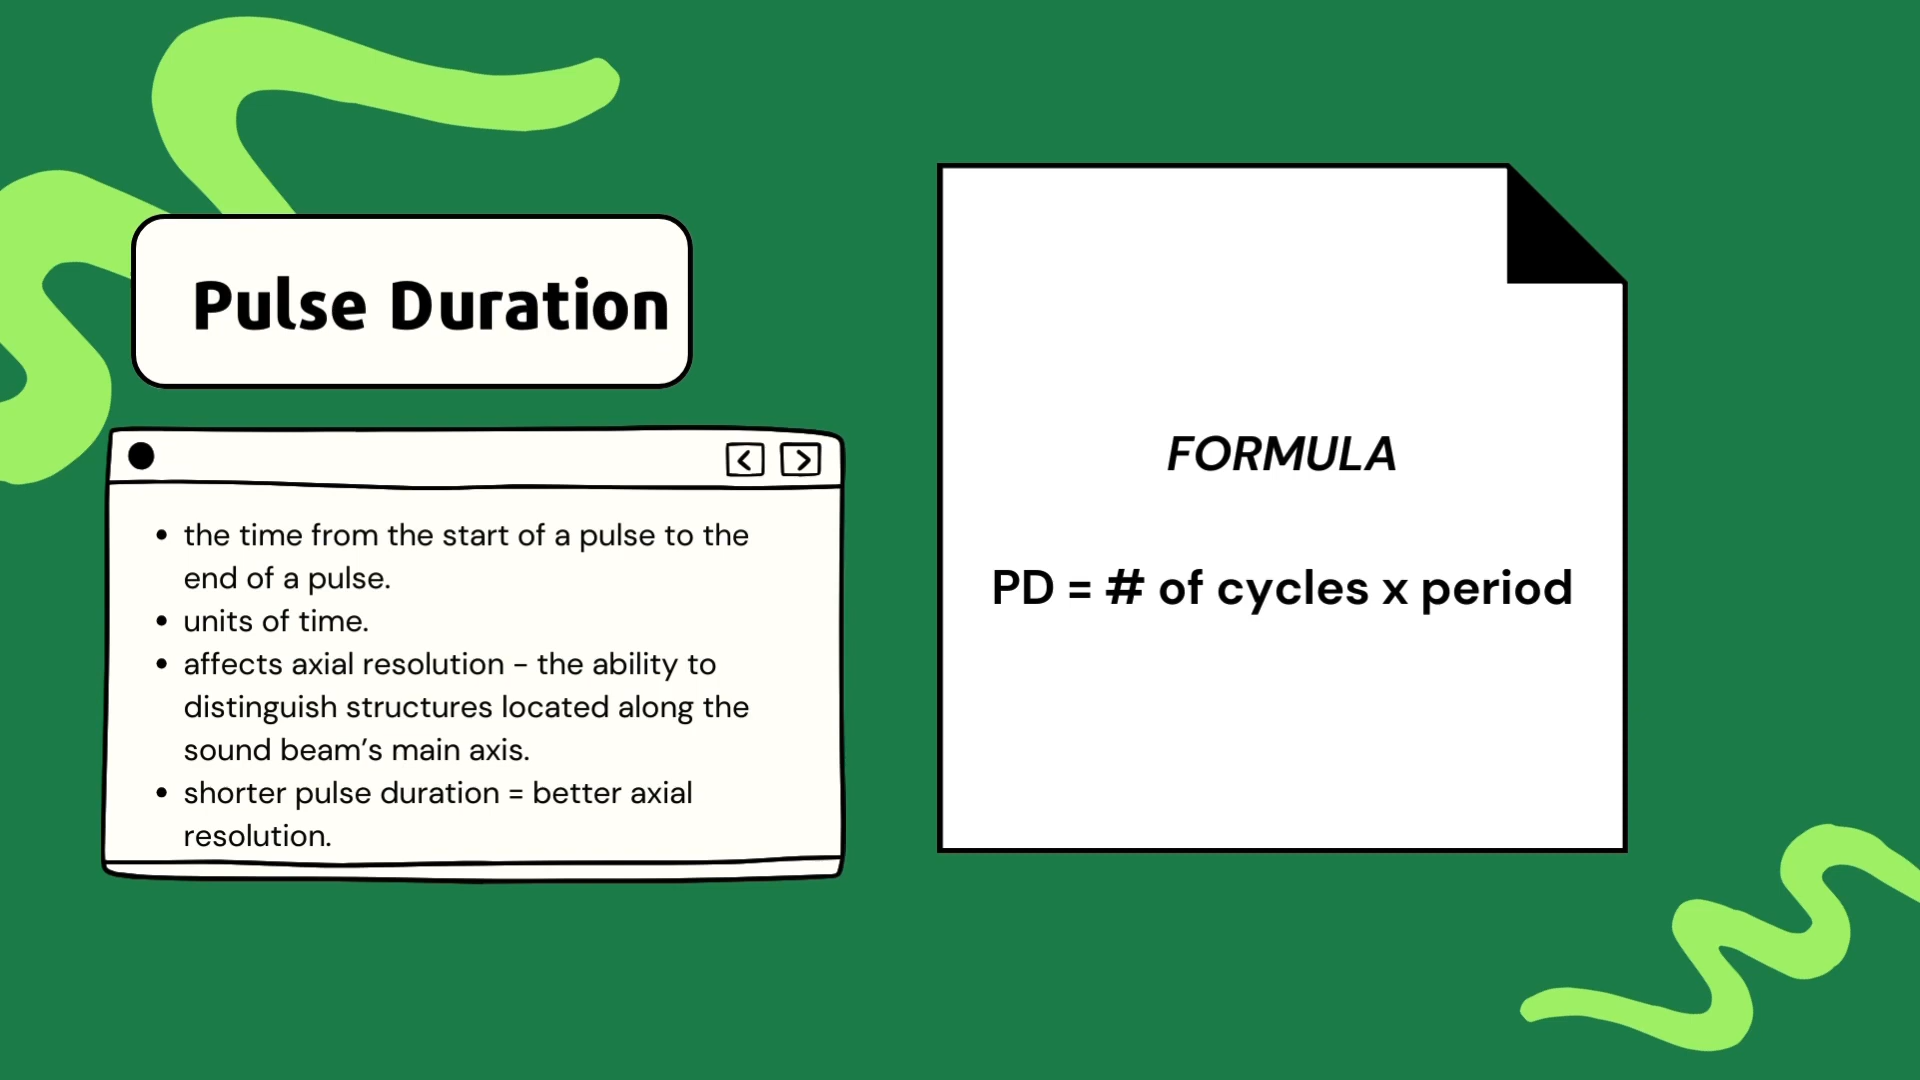 Pulse Duration
• the time from the start of a pulse to the
end of a pulse.
• units of time.
• affects axial resolution - the ability to
distinguish structures located along the
sound beam’s main axis.
• shorter pulse duration = better axial
resolution.
FORMULA
PD = # of cycles x period